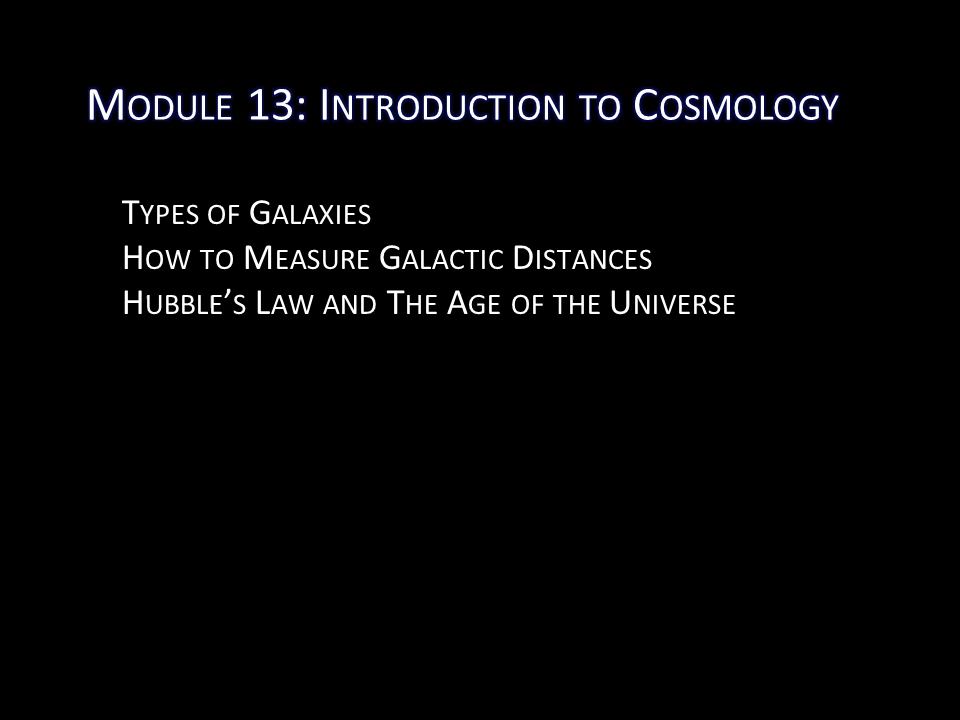 Module 13: Introduction to Cosmology
Types of Galaxies
How to Measure Galactic Distances
Hubble’s Law and The Age of the Universe